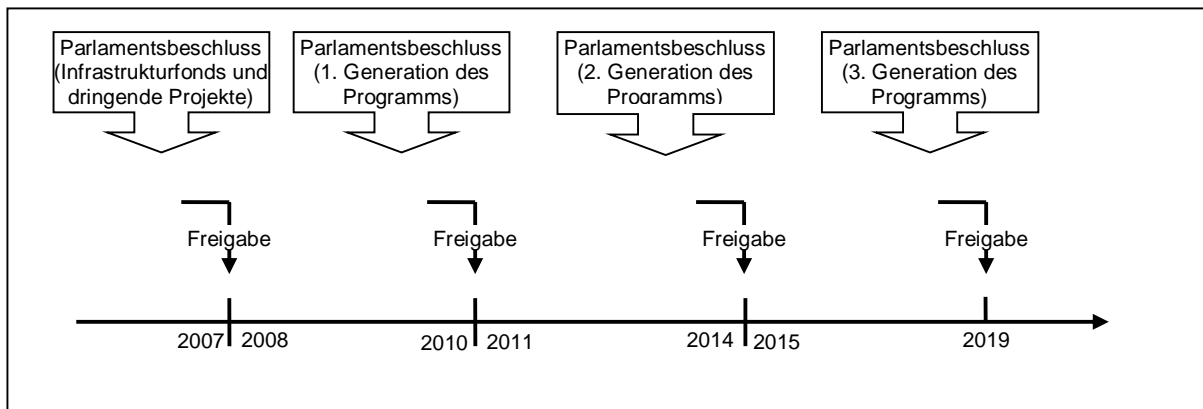 Parlamentsbeschluss
(Infrastrukturfonds und
dringende Projekte)
Parlamentsbeschluss
(1. Generation des
Programms)
Parlamentsbeschluss
(2. Generation des
Programms)
Parlamentsbeschluss
(3. Generation des
Programms)
Freigabe
Freigabe
Freigabe
Freigabe
2007 2008
2010 2011
2014 2015
2019